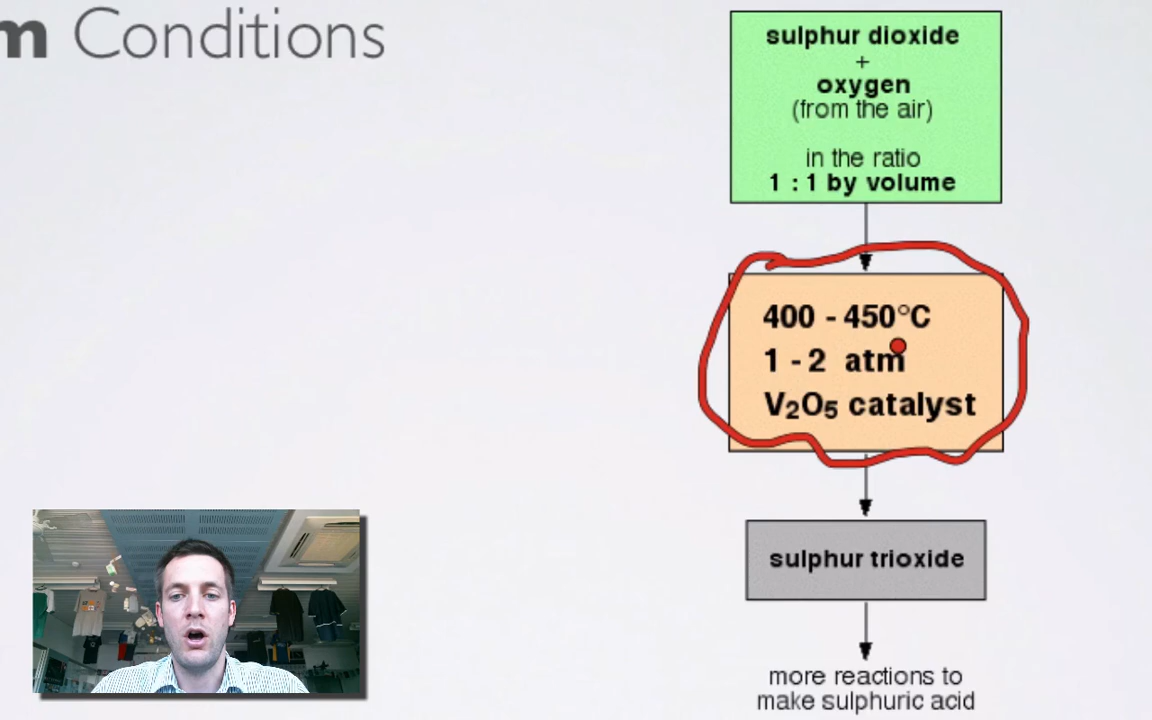 m Conditions
sulphur dioxide
+
oxygen
(from the air)
in the ratio
1 : 1 by volume
400 - 450°C
1 - 2 atm
V₂O₅ catalyst
sulphur trioxide
more reactions to
make sulphuric acid